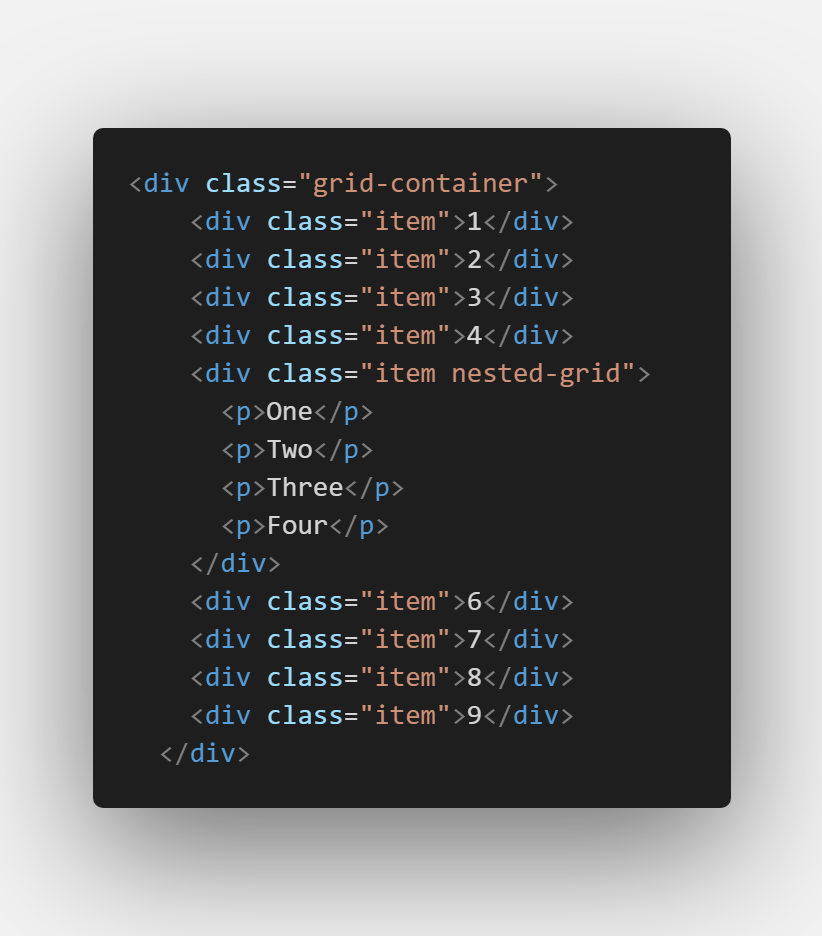 <div class="grid-container">
    <div class="item">1</div>
    <div class="item">2</div>
    <div class="item">3</div>
    <div class="item">4</div>
    <div class="item nested-grid">
      <p>One</p>
      <p>Two</p>
      <p>Three</p>
      <p>Four</p>
    </div>
    <div class="item">6</div>
    <div class="item">7</div>
    <div class="item">8</div>
    <div class="item">9</div>
  </div>